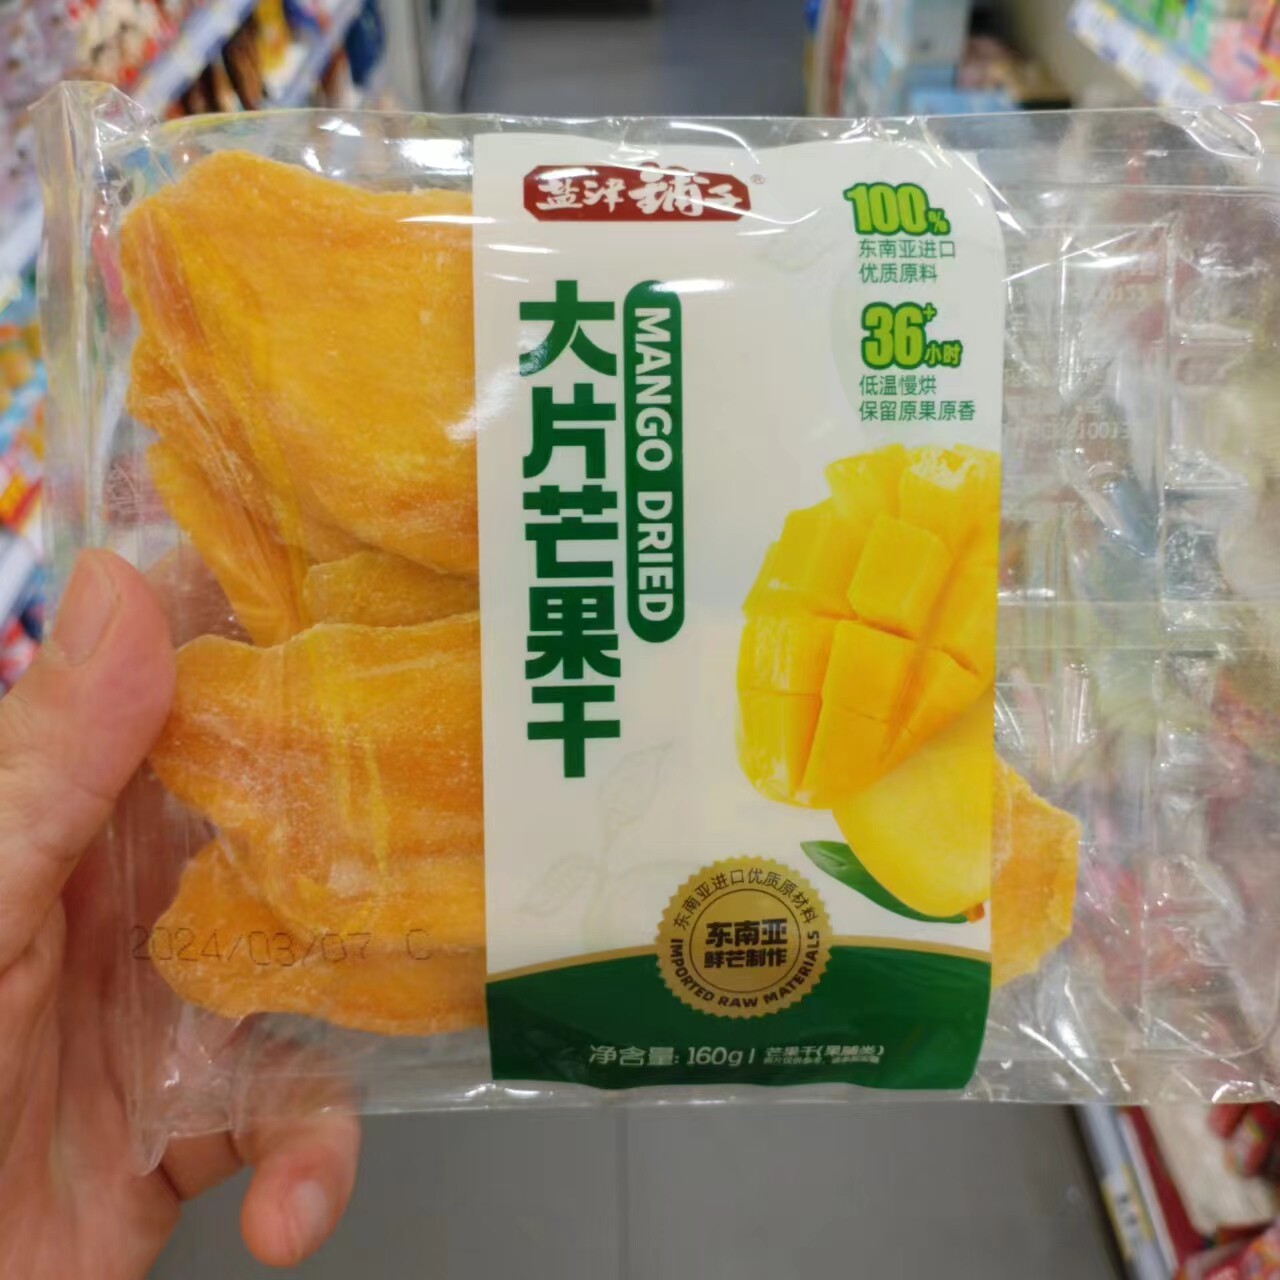 盐津铺子®
100%
东南亚进口
优质原料
36+小时
低温慢烘
保留原果原香
大片芒果干
MANGO DRIED
东南亚进口优质原材料
东南亚
鲜芒制作
IMPORTED RAW MATERIALS
2024/03/07 C
净含量: 160g | 芒果干(果脯类)